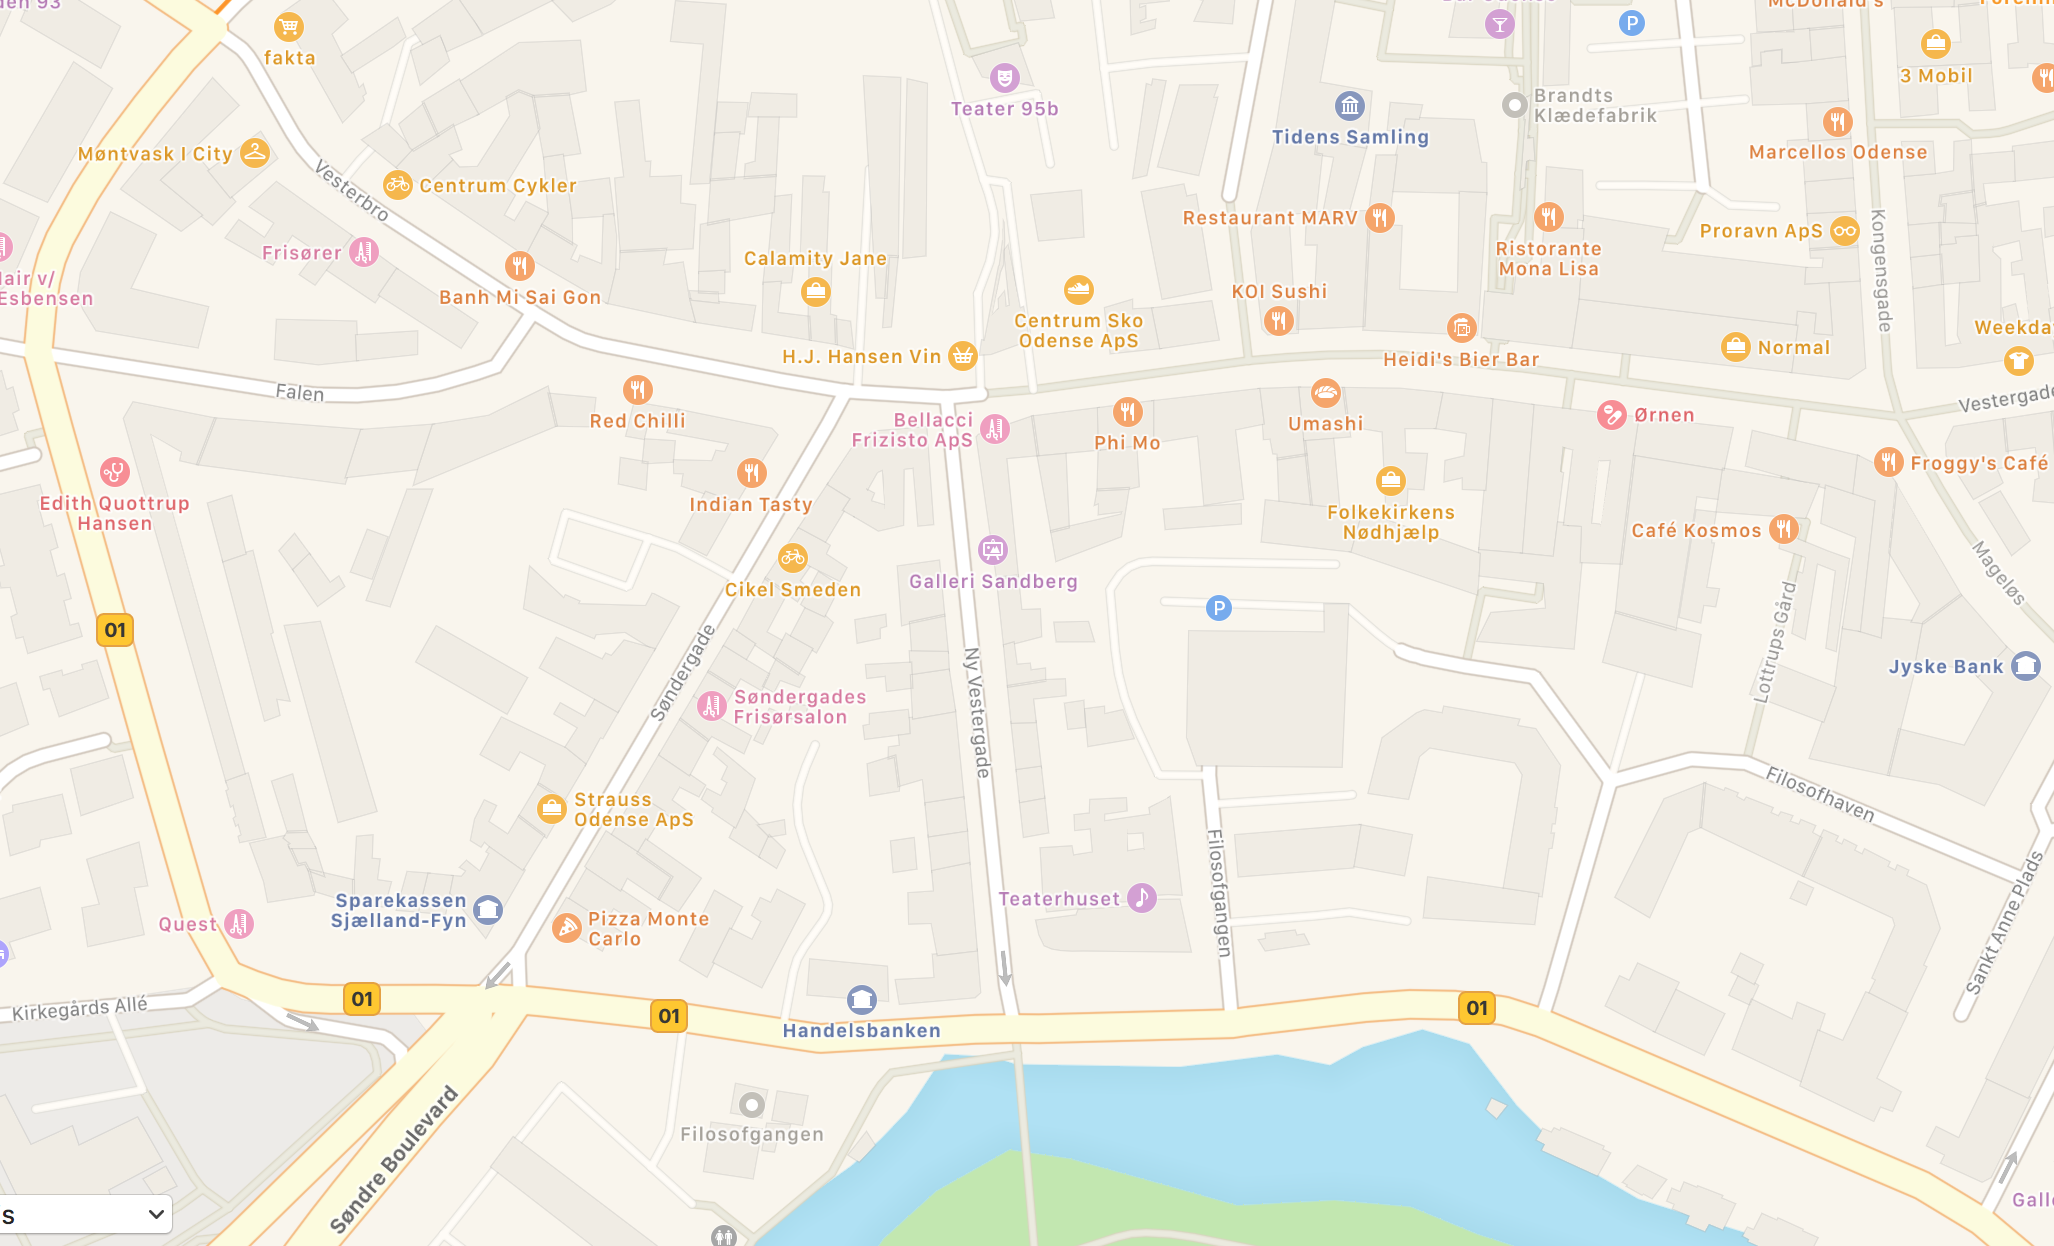 fakta
Teater 95b
3 Mobil
Tidens Samling
Brandts
Klædefabrik
Marcellos Odense
Møntvask I City
Vesterbro
Centrum Cykler
Restaurant MARV
Ristorante
Mona Lisa
Proravn ApS
Kongensgade
Frisører
Calamity Jane
Banh Mi Sai Gon
Esbensen
KOI Sushi
Centrum Sko
Odense ApS
H.J. Hansen Vin
Heidi's Bier Bar
Normal
Falen
Red Chilli
Bellacci
Frizisto ApS
Phi Mo
Umashi
Ørnen
Froggy's Café
Edith Quottrup
Hansen
Indian Tasty
Folkekirkens
Nødhjælp
Café Kosmos
Cikel Smeden
Galleri Sandberg
P
P
Mageløs
01
Søndergade
Ny Vestergade
Lottrups Gård
Jyske Bank
Søndergades
Frisørsalon
Strauss
Odense ApS
Filosofhaven
Filosofgangen
Sankt Anne Plads
Sparekassen
Sjælland-Fyn
Quest
Pizza Monte
Carlo
Teaterhuset
Kirkegårds Allé
01
01
01
Handelsbanken
Søndre Boulevard
Filosofgangen